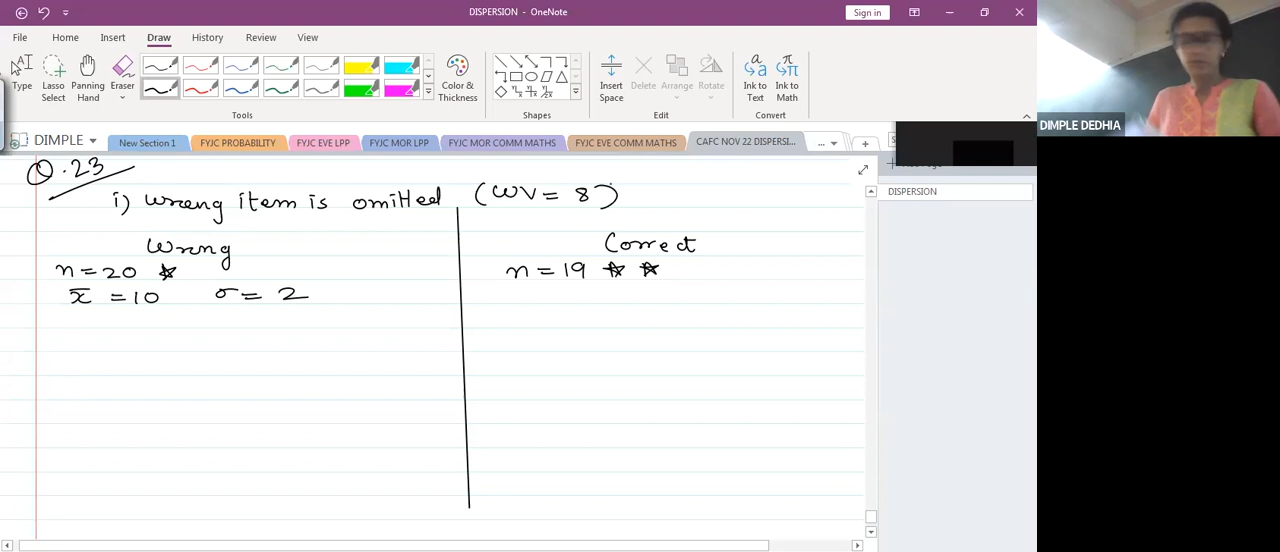 DISPERSION - OneNote
Sign in
File Home Insert Draw History Review View
Type
Lasso Select
Panning Hand
Eraser
Color & Thickness
Insert Space
Delete
Arrange
Rotate
Ink to Text
Ink to Math
Tools
Shapes
Edit
Convert
DIMPLE DEDHIA
DIMPLE
New Section 1
FYJC PROBABILITY
FYJC EVE LPP
FYJC MOR LPP
FYJC MOR COMM MATHS
FYJC EVE COMM MATHS
CAFC NOV 22 DISPERSI...
DISPERSION
Q.23
i) wrong item is omitted (WV = 8)
Wrong
Correct
n = 20 ☆
n = 19 ☆ ☆
x̄ = 10 σ = 2